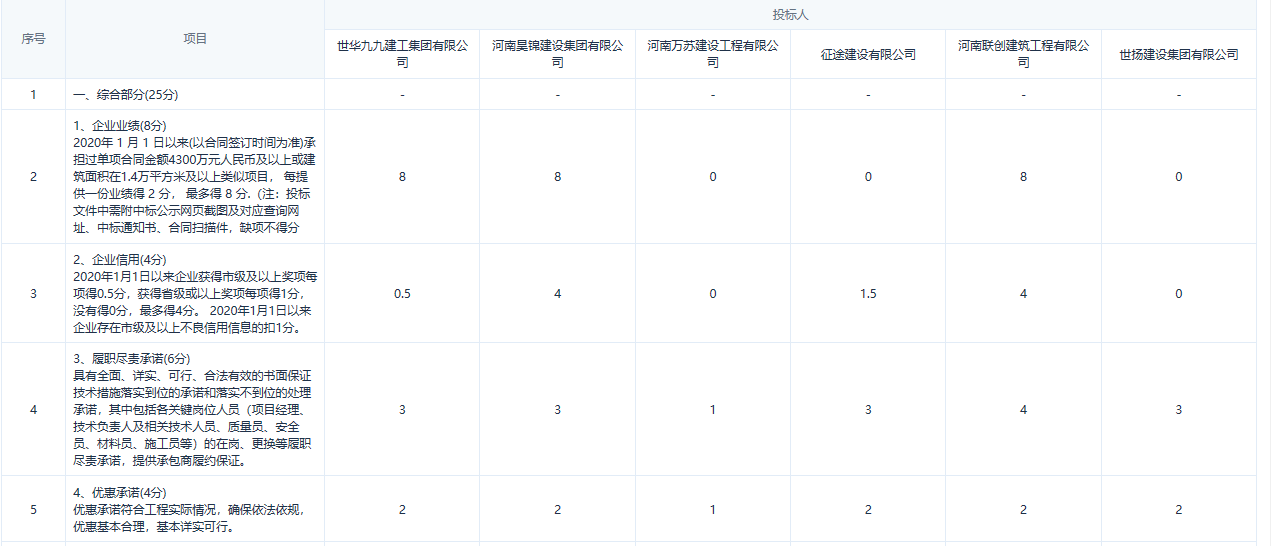 序号
项目
投标人
世华九九建工集团有限公
司
河南昊锦建设集团有限公
司
河南万苏建设工程有限公
司
征途建设有限公司
河南联创建筑工程有限公
司
世扬建设集团有限公司
1
一、综合部分(25分)
-
-
-
-
-
-
2
1、企业业绩(8分)
2020年 1 月 1 日以来(以合同签订时间为准)承
担过单项合同金额4300万元人民币及以上或建
筑面积在1.4万平方米及以上类似项目， 每提
供一份业绩得 2 分， 最多得 8 分.（注：投标
文件中需附中标公示网页截图及对应查询网
址、中标通知书、合同扫描件，缺项不得分
8
8
0
0
8
0
3
2、企业信用(4分)
2020年1月1日以来企业获得市级及以上奖项每
项得0.5分，获得省级或以上奖项每项得1分，
没有得0分，最多得4分。 2020年1月1日以来
企业存在市级及以上不良信用信息的扣1分。
0.5
4
0
1.5
4
0
4
3、履职尽责承诺(6分)
具有全面、详实、可行、合法有效的书面保证
技术措施落实到位的承诺和落实不到位的处理
承诺，其中包括各关键岗位人员（项目经理、
技术负责人及相关技术人员、质量员、安全
员、材料员、施工员等）的在岗、更换等履职
尽责承诺，提供承包商履约保证。
3
3
1
3
4
3
5
4、优惠承诺(4分)
优惠承诺符合工程实际情况，确保依法依规，
优惠基本合理，基本详实可行。
2
2
1
2
2
2